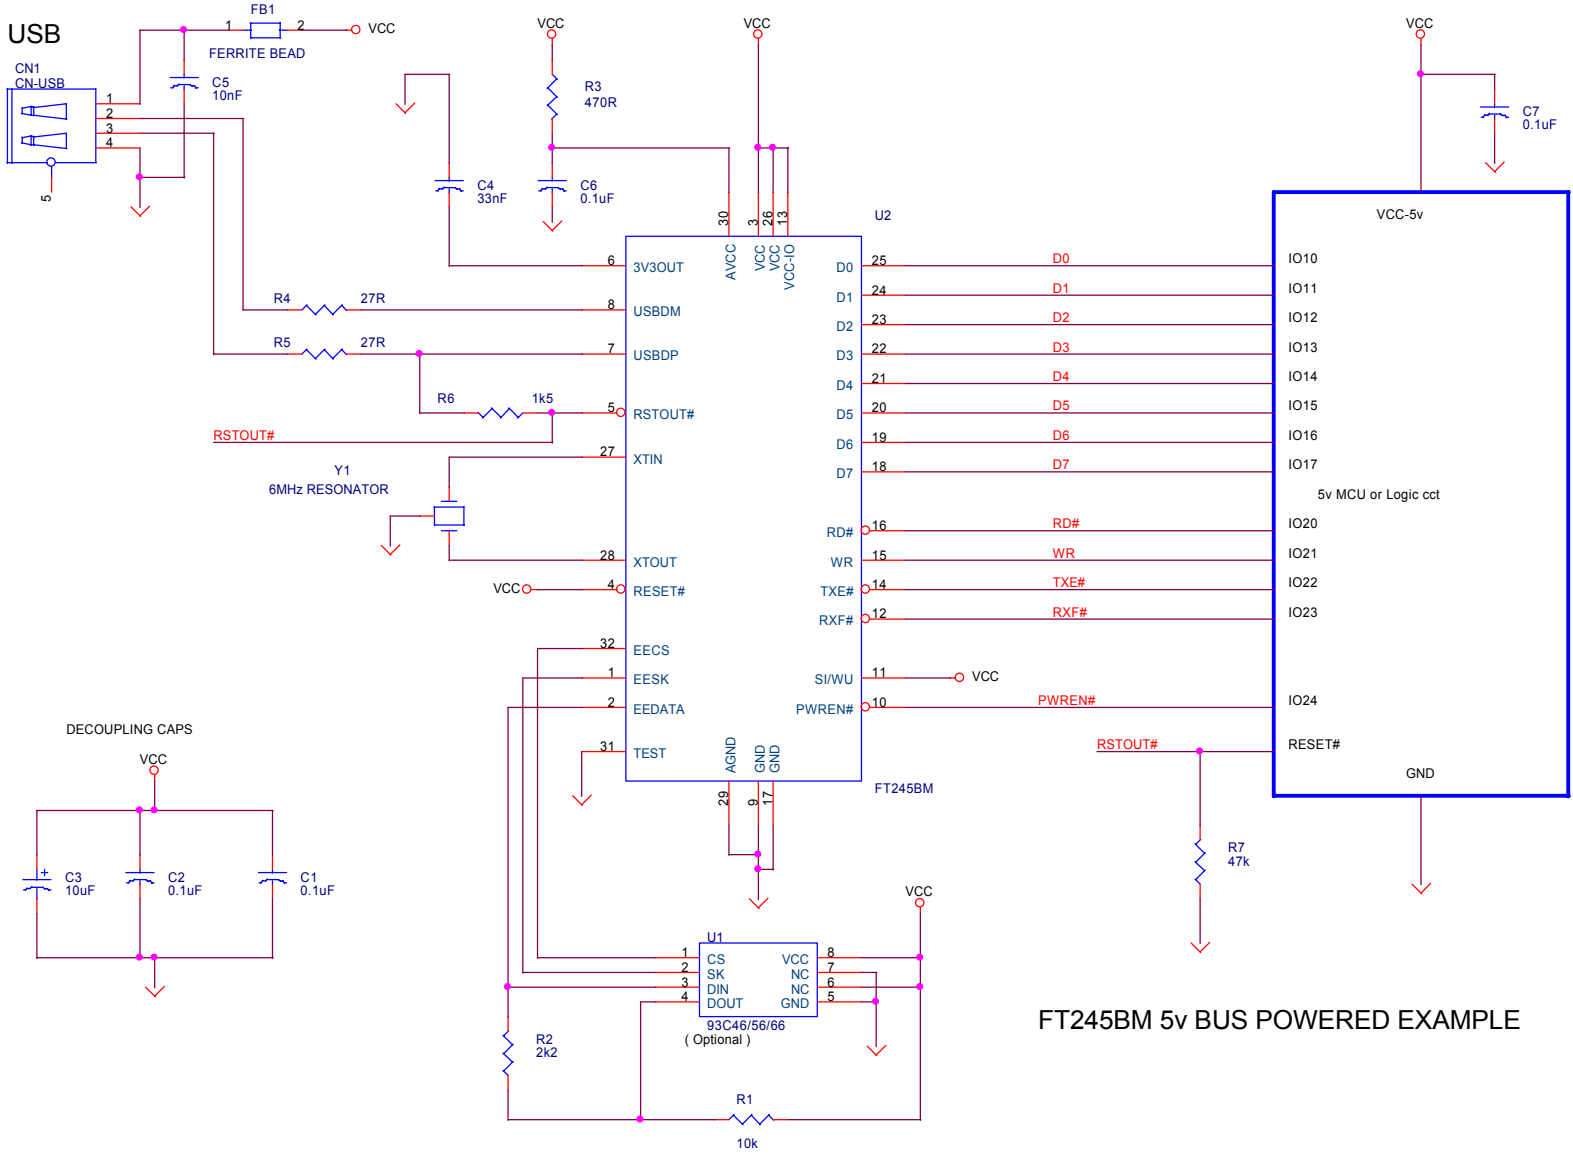 USB
CN1
CN-USB
1
2
3
4
5
FB1
1
2
VCC
FERRITE BEAD
C5
10nF
VCC
R3
470R
C4
33nF
C6
0.1uF
VCC
VCC
C7
0.1uF
U2
30
3
26
13
AVCC
VCC
VCC
VCC-IO
6
3V3OUT
R4
27R
8
USBDM
R5
27R
7
USBDP
R6
1k5
5
RSTOUT#
RSTOUT#
27
XTIN
Y1
6MHz RESONATOR
28
XTOUT
VCC
4
RESET#
32
EECS
1
EESK
2
EEDATA
31
TEST
AGND
GND
GND
29
9
17
FT245BM
D0
25
D0
D1
24
D1
D2
23
D2
D3
22
D3
D4
21
D4
D5
20
D5
D6
19
D6
D7
18
D7
RD#
16
RD#
WR
15
WR
TXE#
14
TXE#
RXF#
12
RXF#
SI/WU
11
VCC
PWREN#
10
PWREN#
RSTOUT#
VCC-5v
IO10
IO11
IO12
IO13
IO14
IO15
IO16
IO17
5v MCU or Logic cct
IO20
IO21
IO22
IO23
IO24
RESET#
GND
R7
47k
DECOUPLING CAPS
VCC
C3
10uF
+
C2
0.1uF
C1
0.1uF
VCC
U1
1
CS
VCC
8
2
SK
NC
7
3
DIN
NC
6
4
DOUT
GND
5
93C46/56/66
( Optional )
R2
2k2
R1
10k
FT245BM 5v BUS POWERED EXAMPLE